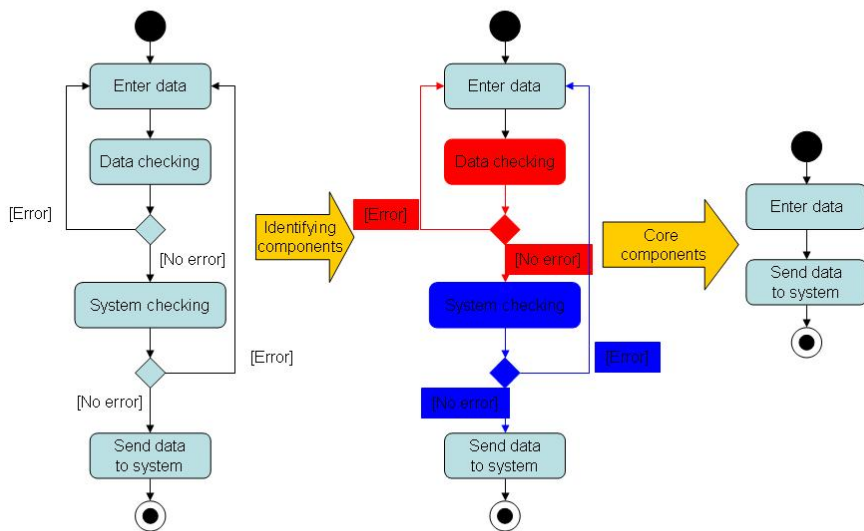 Enter data
Data checking
[Error]
[No error]
System checking
[Error]
[No error]
Send data
to system
Identifying
components
Enter data
Data checking
[Error]
[No error]
System checking
[Error]
[No error]
Send data
to system
Core
components
Enter data
Send data
to system